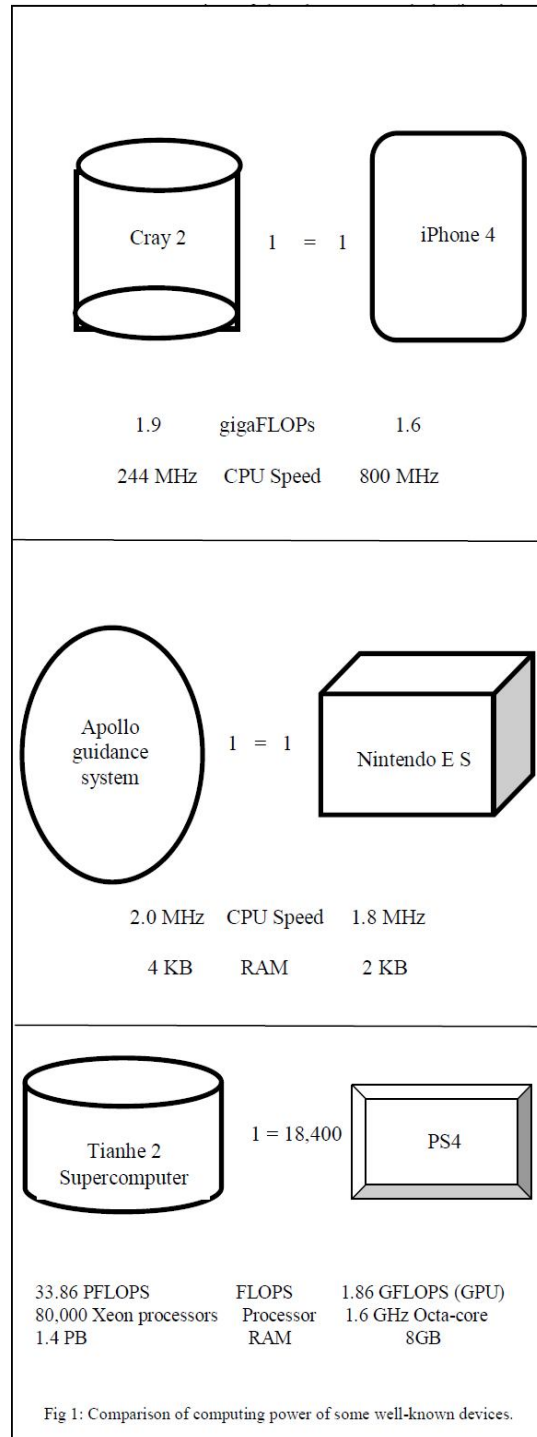 Cray 2 1 = 1 iPhone 4
1.9 gigaFLOPs 1.6
244 MHz CPU Speed 800 MHz
Apollo
guidance
system
1 = 1
Nintendo E S
2.0 MHz CPU Speed 1.8 MHz
4 KB RAM 2 KB
Tianhe 2
Supercomputer
1 = 18,400
PS4
33.86 PFLOPS FLOPS 1.86 GFLOPS (GPU)
80,000 Xeon processors Processor 1.6 GHz Octa-core
1.4 PB RAM 8GB
Fig 1: Comparison of computing power of some well-known devices.